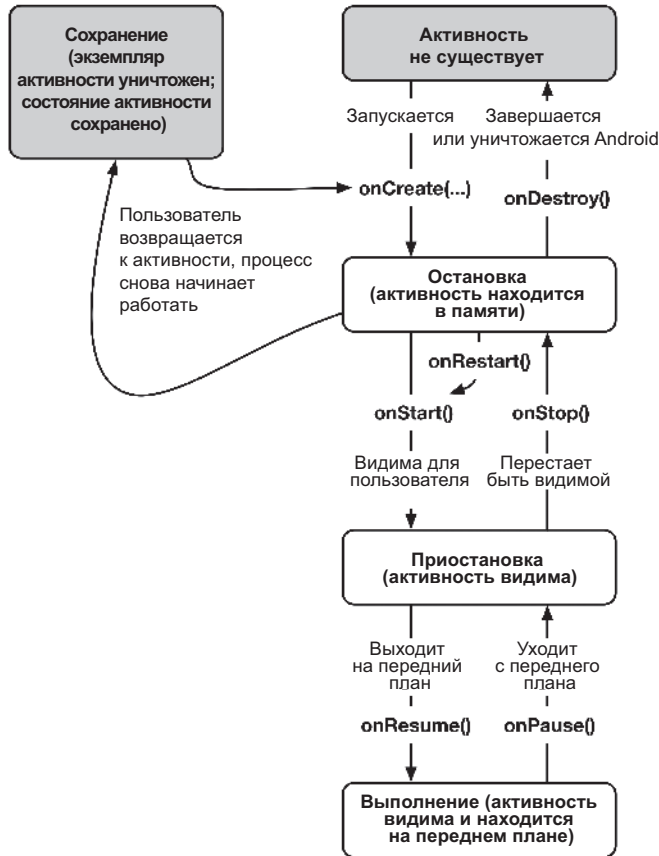 Сохранение
(экземпляр
активности уничтожен;
состояние активности
сохранено)
Активность
не существует
Запускается
Завершается
или уничтожается Android
onCreate(...)
onDestroy()
Пользователь
возвращается
к активности, процесс
снова начинает
работать
Остановка
(активность находится
в памяти)
onRestart()
onStart()
onStop()
Видима для
пользователя
Перестает
быть видимой
Приостановка
(активность видима)
Выходит
на передний
план
Уходит
с переднего
плана
onResume()
onPause()
Выполнение (активность
видима и находится
на переднем плане)